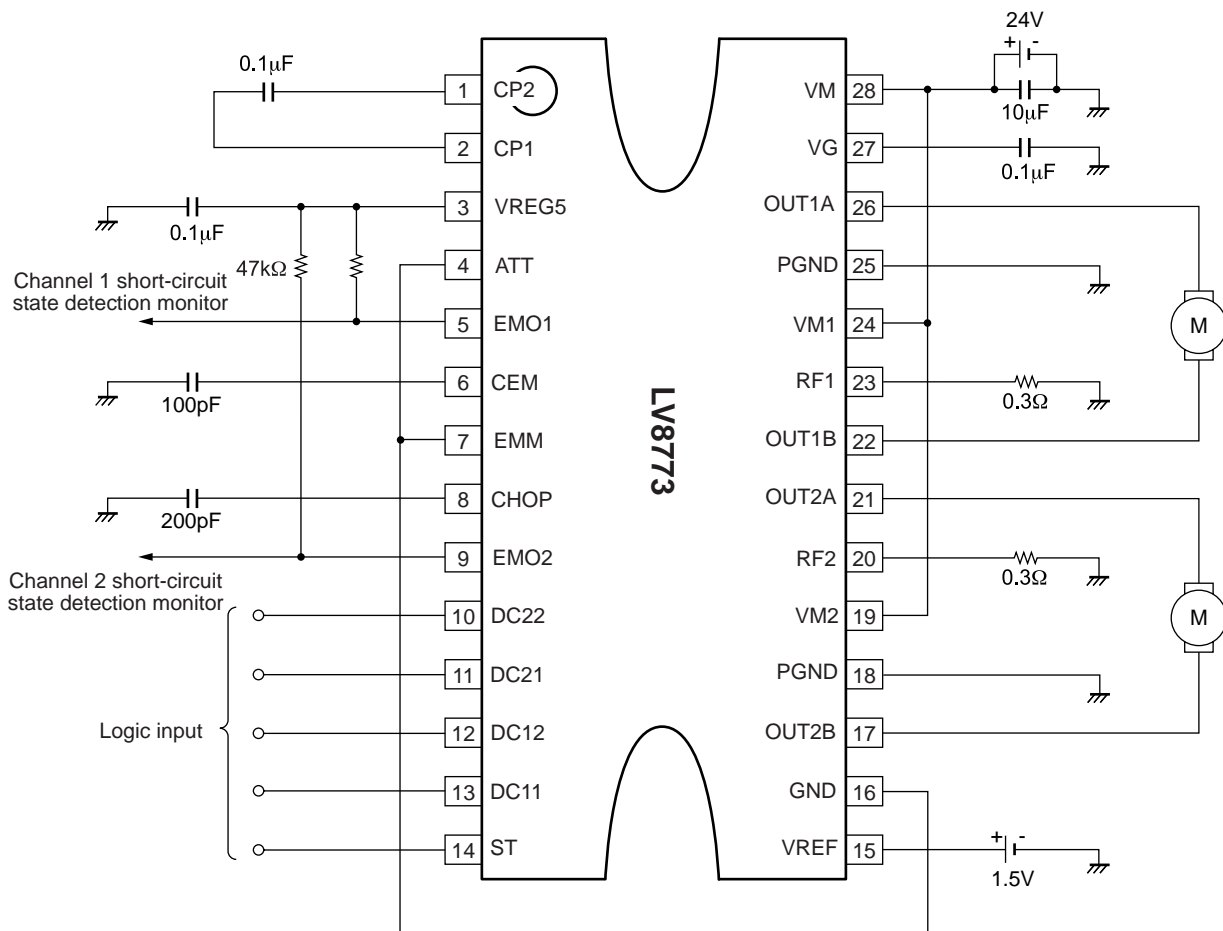 24V
+ -
0.1μF
1 CP2
VM 28
10μF
2 CP1
VG 27
0.1μF
3 VREG5
OUT1A 26
0.1μF
47kΩ
4 ATT
PGND 25
Channel 1 short-circuit
state detection monitor
5 EMO1
VM1 24
M
6 CEM
RF1 23
100pF
0.3Ω
LV8773
7 EMM
OUT1B 22
8 CHOP
OUT2A 21
200pF
9 EMO2
RF2 20
0.3Ω
Channel 2 short-circuit
state detection monitor
10 DC22
VM2 19
M
11 DC21
PGND 18
Logic input
12 DC12
OUT2B 17
13 DC11
GND 16
14 ST
VREF 15
+ -
1.5V